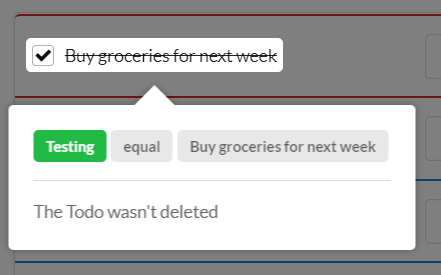 Buy groceries for next week
Testing equal Buy groceries for next week
The Todo wasn't deleted